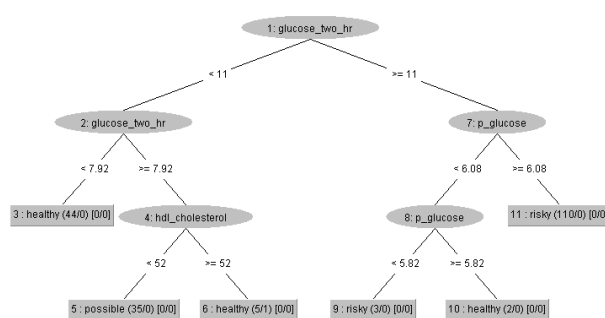 1: glucose_two_hr
< 11 >= 11
2: glucose_two_hr 7: p_glucose
< 7.92 >= 7.92 < 6.08 >= 6.08
3 : healthy (44/0) [0/0] 4: hdl_cholesterol 8: p_glucose 11 : risky (110/0) [0/0]
< 52 >= 52 < 5.82 >= 5.82
5 : possible (35/0) [0/0] 6 : healthy (5/1) [0/0] 9 : risky (3/0) [0/0] 10 : healthy (2/0) [0/0]